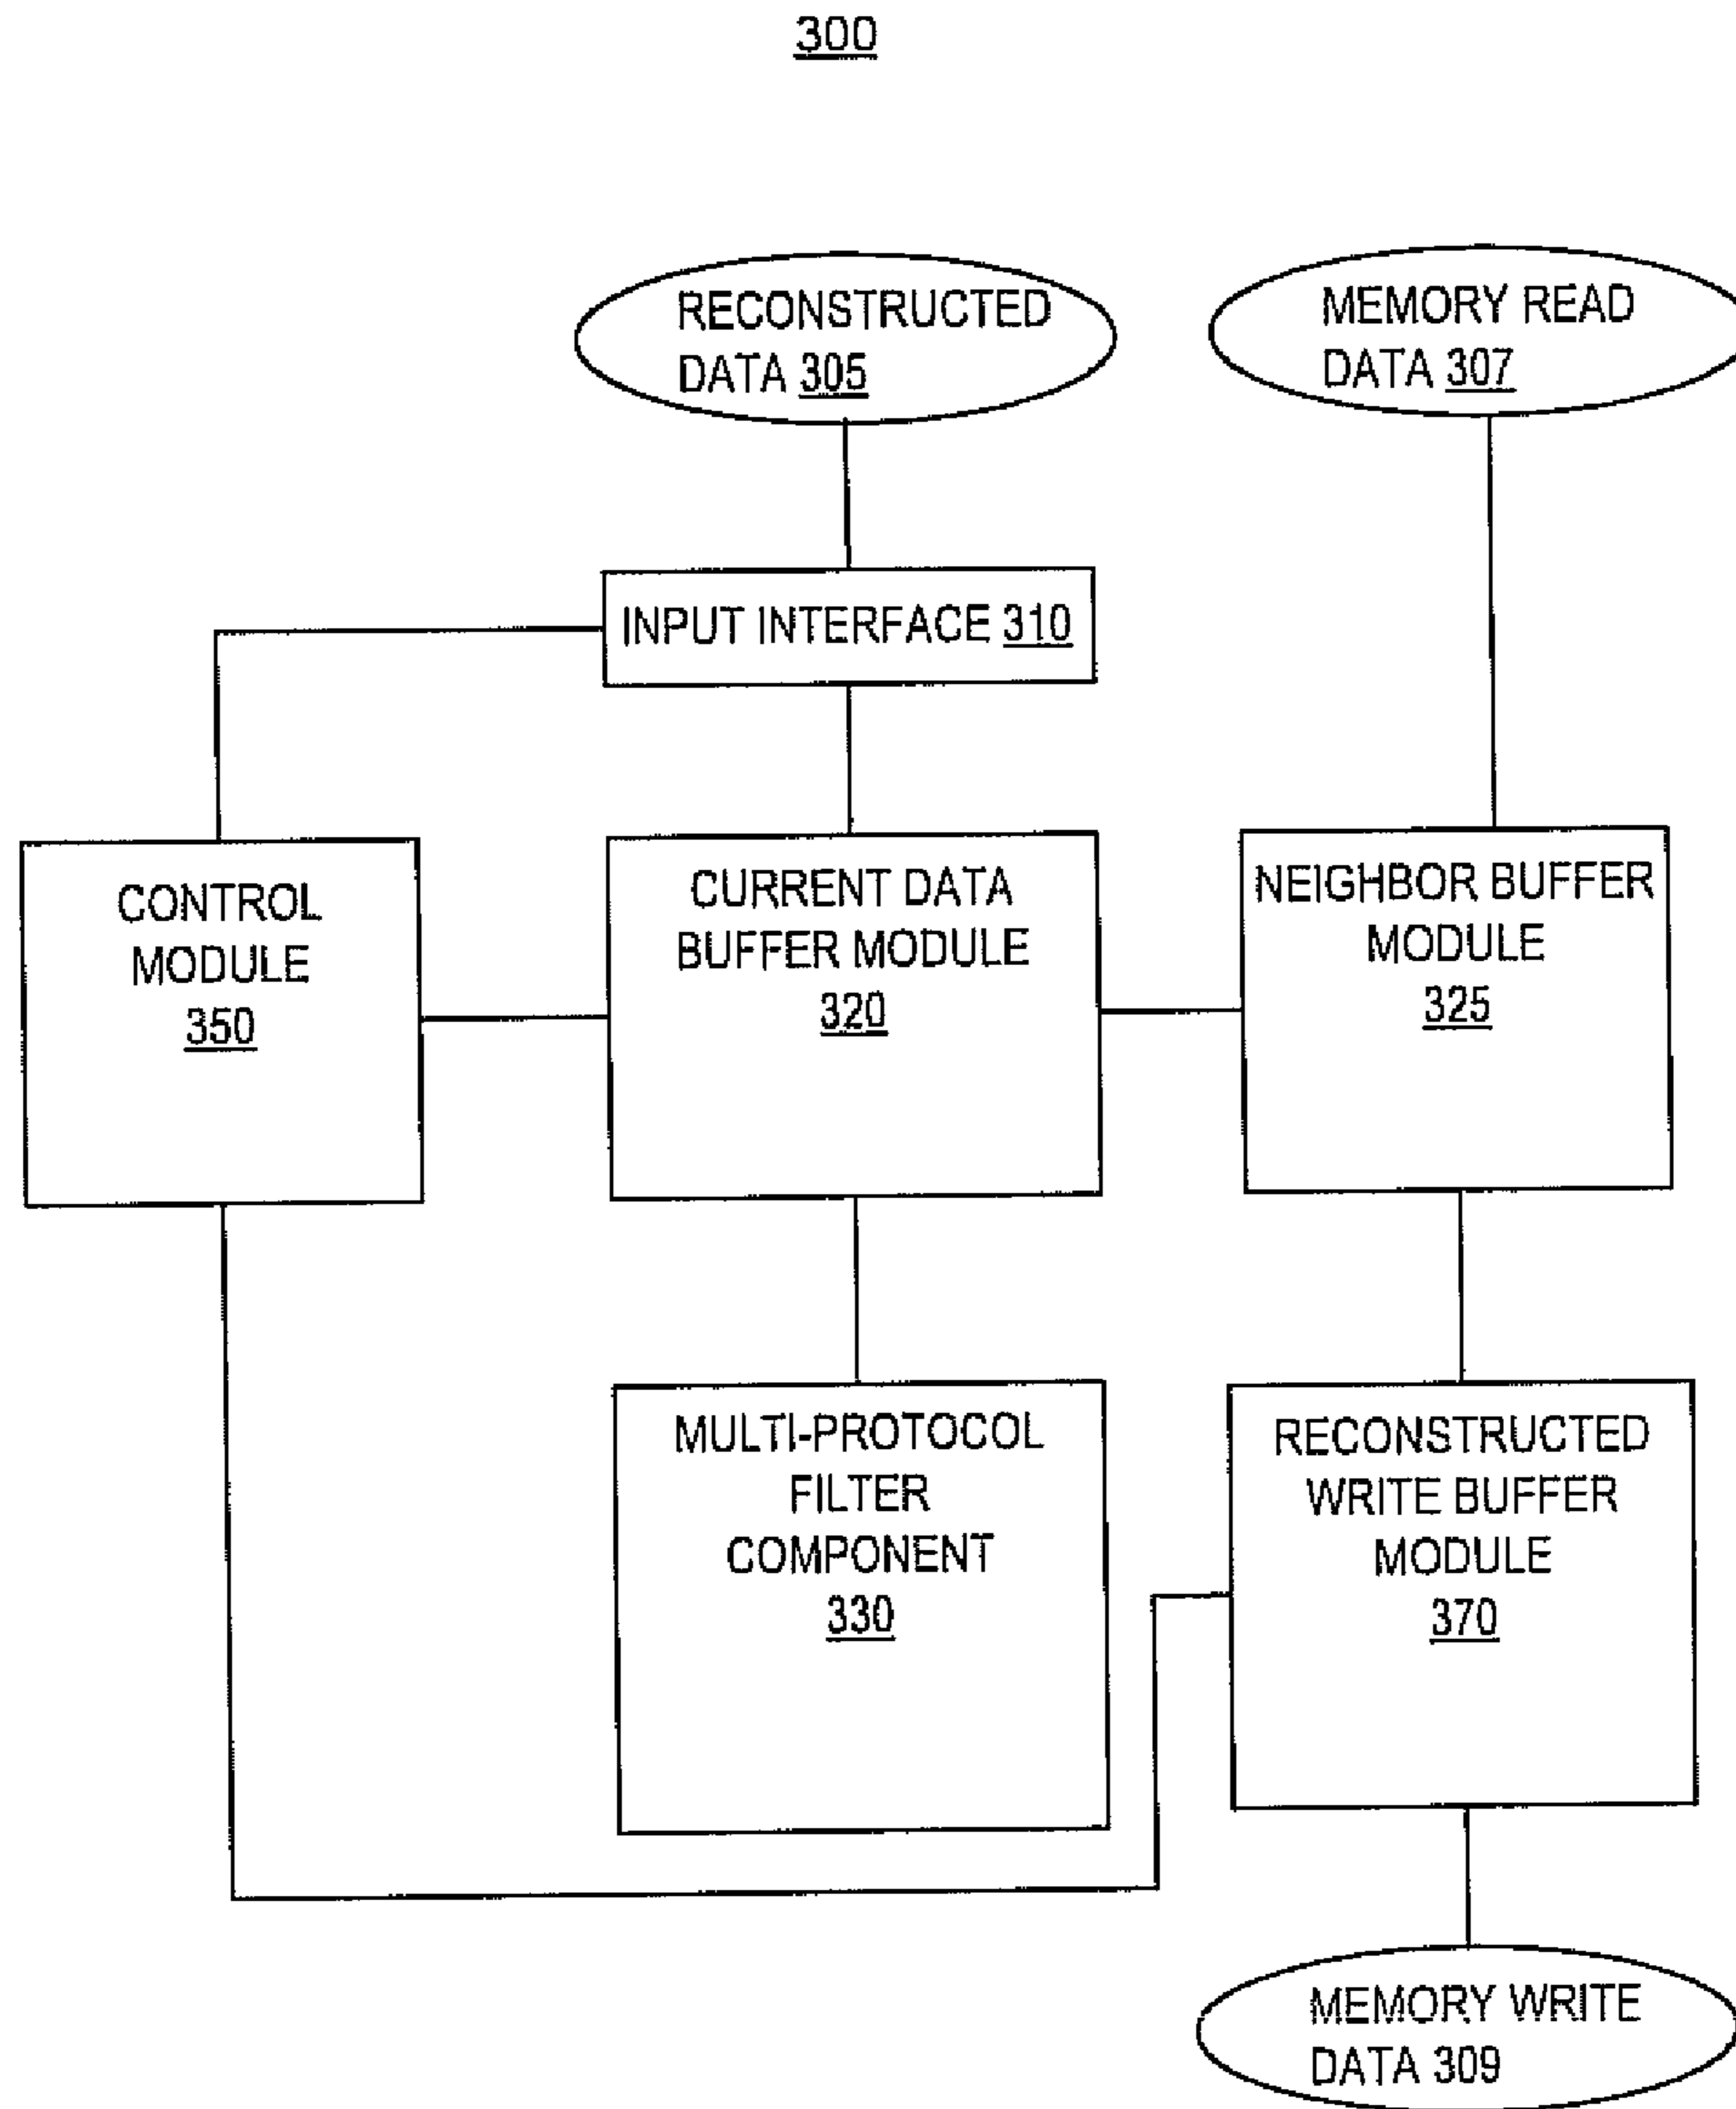 300
RECONSTRUCTED
DATA 305
MEMORY READ
DATA 307
INPUT INTERFACE 310
CONTROL
MODULE
350
CURRENT DATA
BUFFER MODULE
320
NEIGHBOR BUFFER
MODULE
325
MULTI-PROTOCOL
FILTER
COMPONENT
330
RECONSTRUCTED
WRITE BUFFER
MODULE
370
MEMORY WRITE
DATA 309